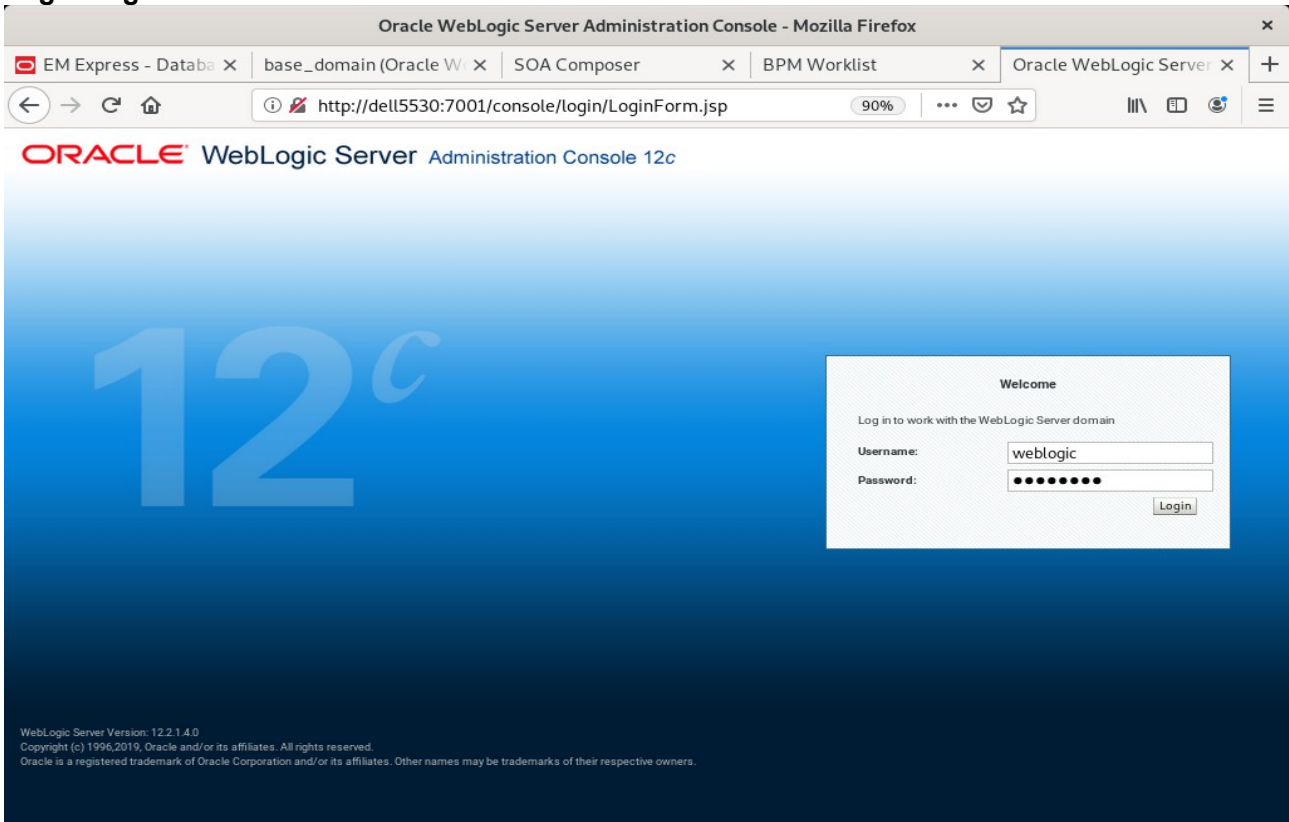 Oracle WebLogic Server Administration Console - Mozilla Firefox
EM Express - Databa
base_domain (Oracle W
SOA Composer
BPM Worklist
Oracle WebLogic Server
http://dell5530:7001/console/login/LoginForm.jsp
90%
ORACLE WebLogic Server Administration Console 12c
12c
Welcome
Log in to work with the WebLogic Server domain
Username: weblogic
Password: ●●●●●●●●
Login
WebLogic Server Version: 12.2.1.4.0
Copyright (c) 1996,2019, Oracle and/or its affiliates. All rights reserved.
Oracle is a registered trademark of Oracle Corporation and/or its affiliates. Other names may be trademarks of their respective owners.